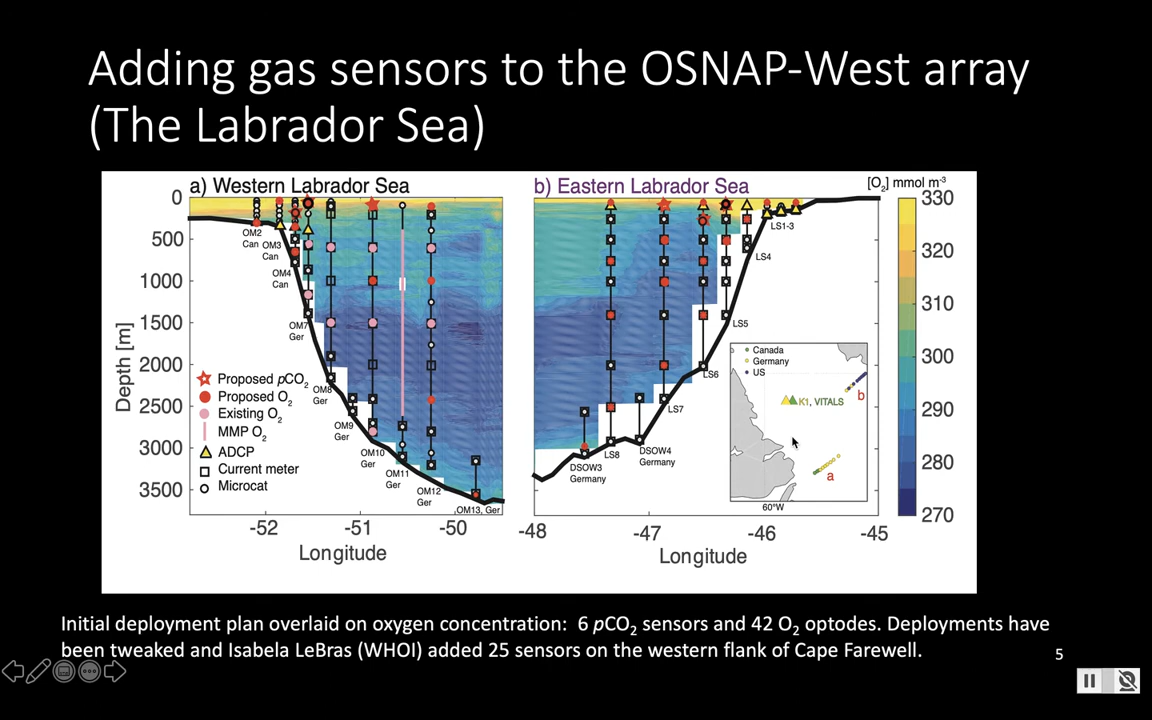 Adding gas sensors to the OSNAP-West array
(The Labrador Sea)
a) Western Labrador Sea
b) Eastern Labrador Sea
[O₂] mmol m⁻³
0
500
1000
1500
2000
2500
3000
3500
Depth [m]
OM2
Can
OM3
Can
OM4
Can
OM7
Ger
OM8
Ger
OM9
Ger
OM10
Ger
OM11
Ger
OM12
Ger
OM13, Ger
Proposed pCO₂
Proposed O₂
Existing O₂
MMP O₂
ADCP
Current meter
Microcat
-52
-51
-50
Longitude
DSOW3
Germany
LS8
DSOW4
Germany
LS7
LS6
LS5
LS4
LS1-3
Canada
Germany
US
K1, VITALS
b
a
60°W
-48
-47
-46
-45
Longitude
330
320
310
300
290
280
270
Initial deployment plan overlaid on oxygen concentration: 6 pCO₂ sensors and 42 O₂ optodes. Deployments have
been tweaked and Isabela LeBras (WHOI) added 25 sensors on the western flank of Cape Farewell.
5